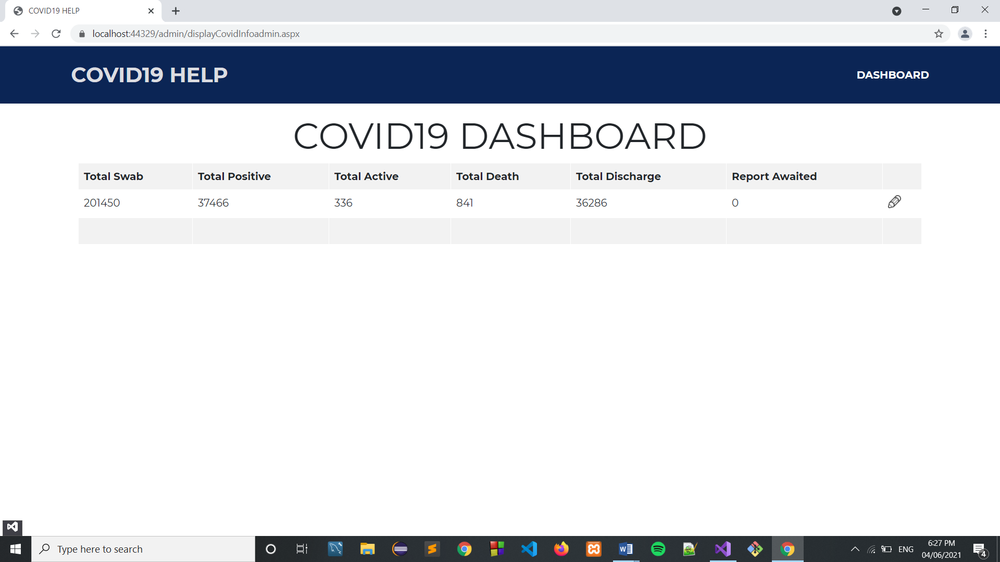 COVID19 HELP
localhost:44329/admin/displayCovidInfoadmin.aspx
COVID19 HELP
DASHBOARD
COVID19 DASHBOARD
Total Swab Total Positive Total Active Total Death Total Discharge Report Awaited
201450 37466 336 841 36286 0
Type here to search
ENG
6:27 PM
04/06/2021
4